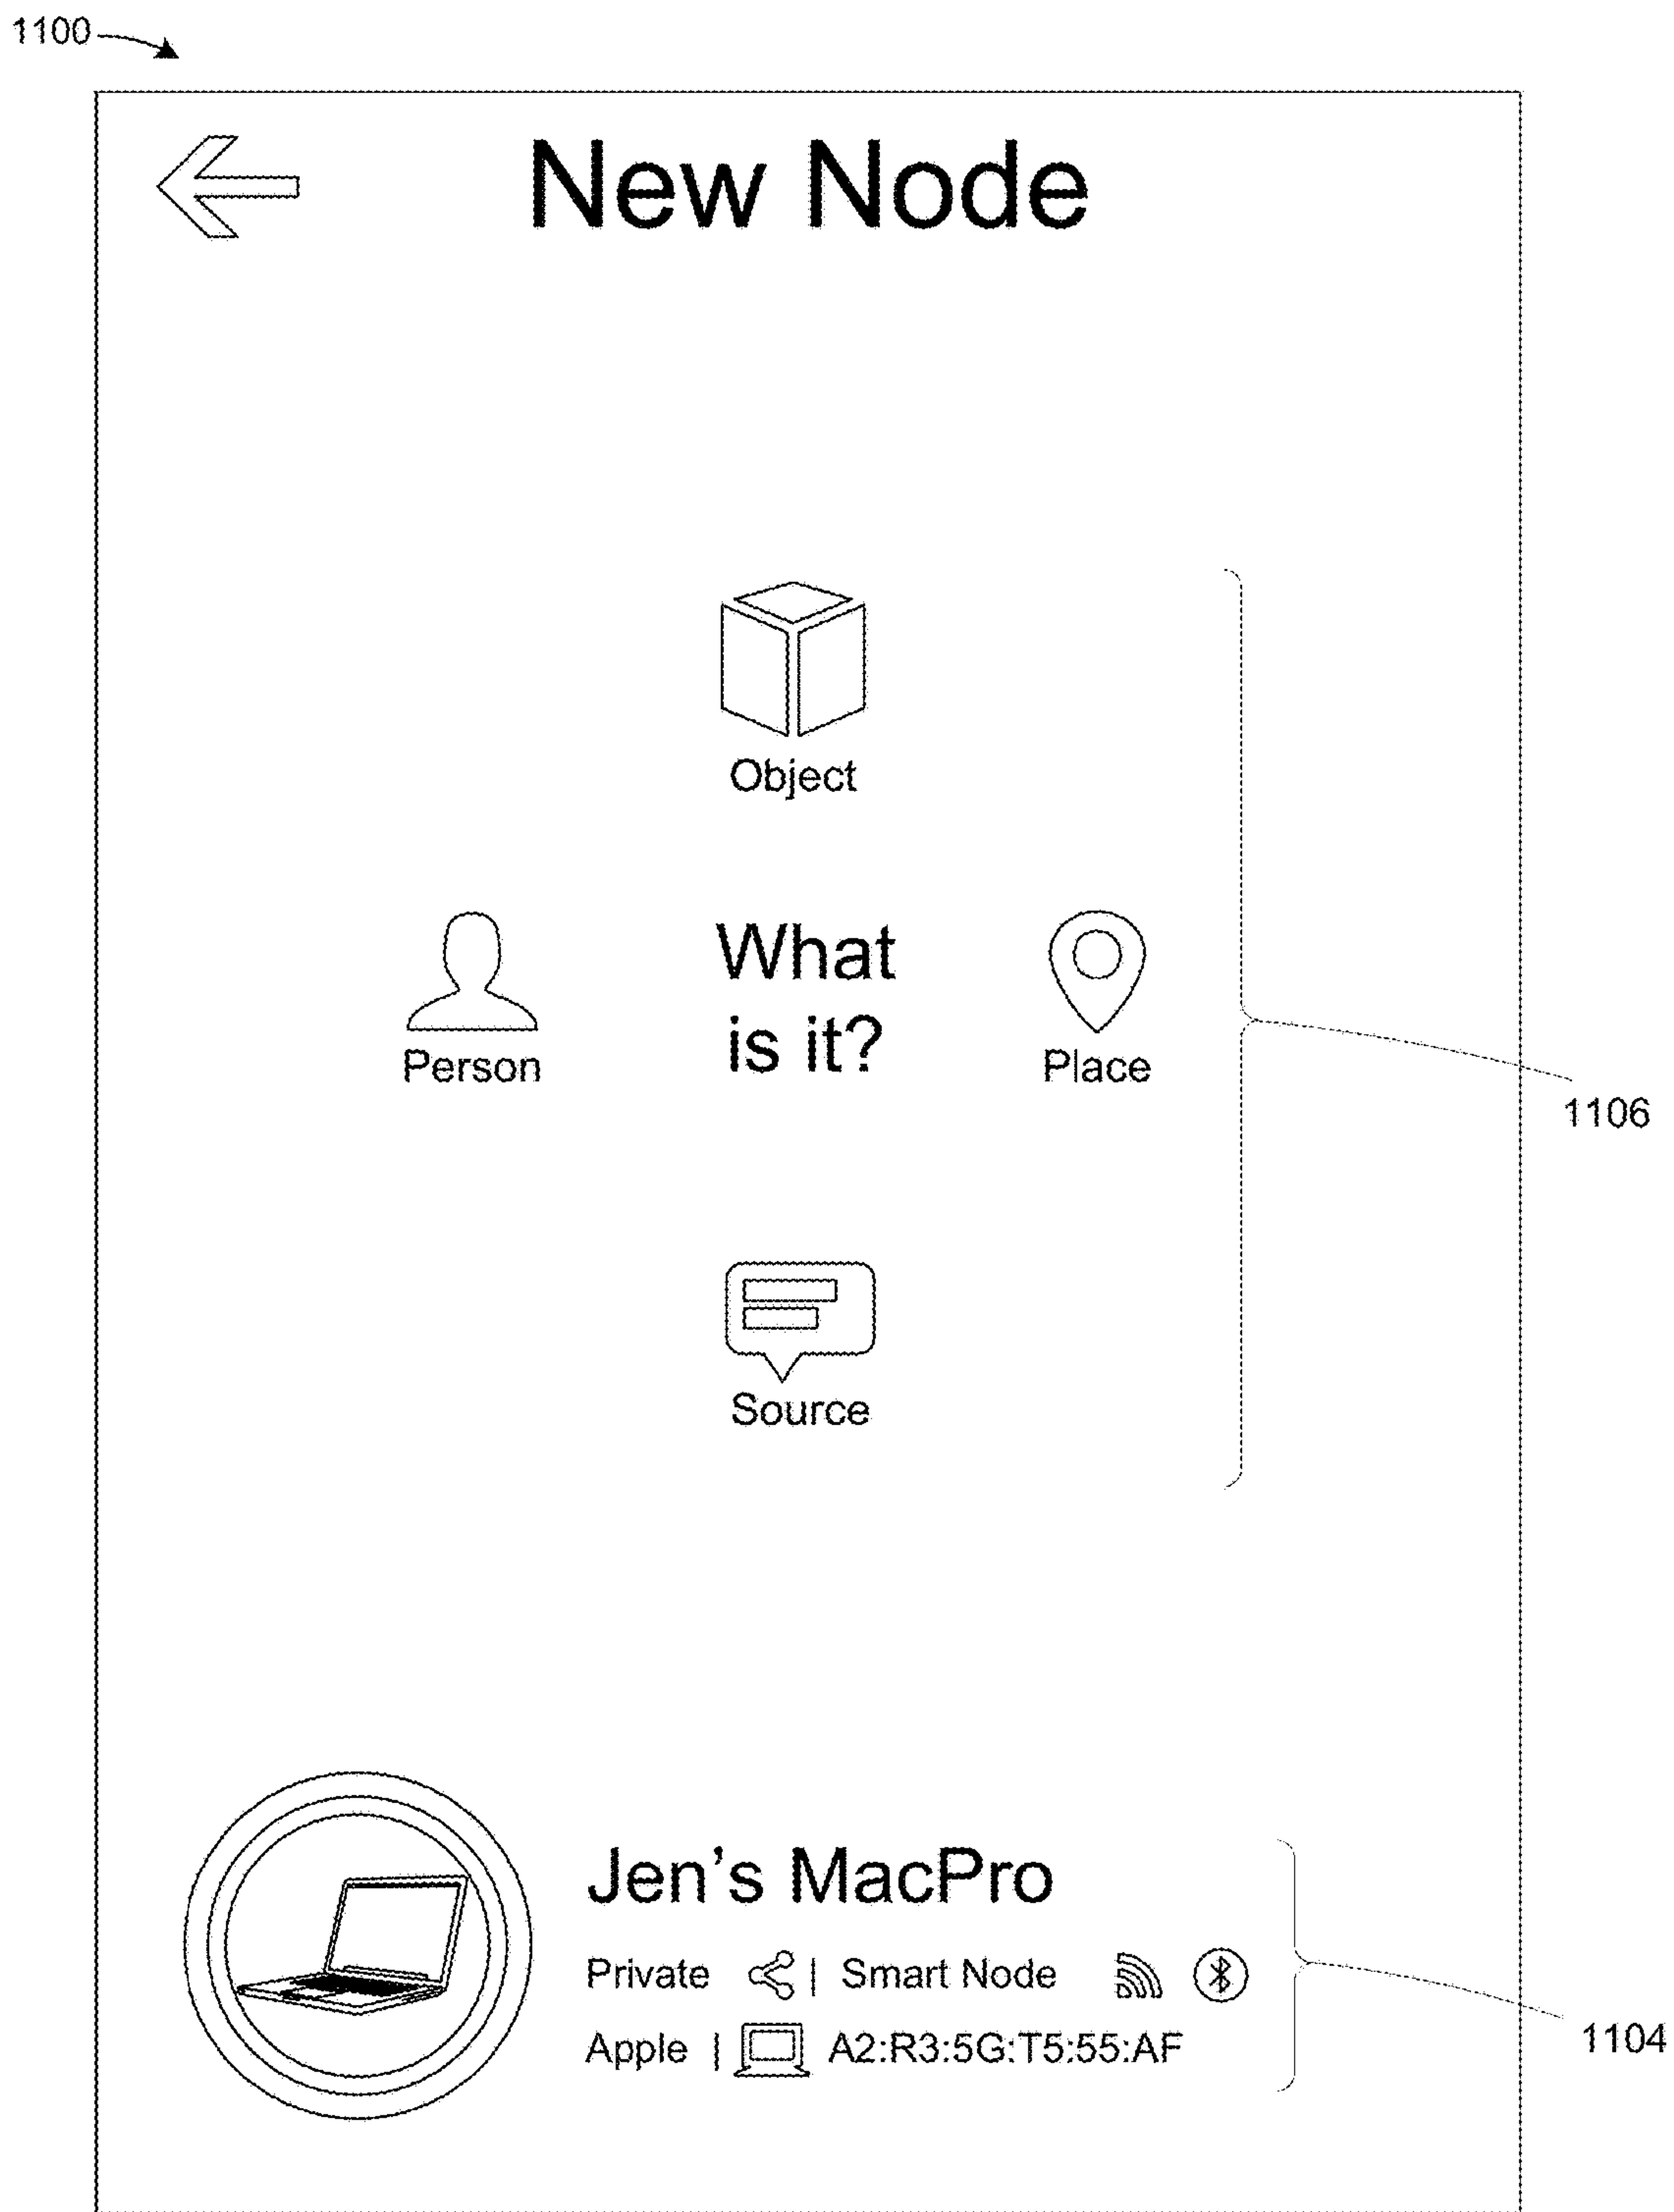 1100
New Node
Object
What
is it?
Person
Place
1106
Source
Jen's MacPro
Private | Smart Node
Apple | A2:R3:5G:T5:55:AF
1104